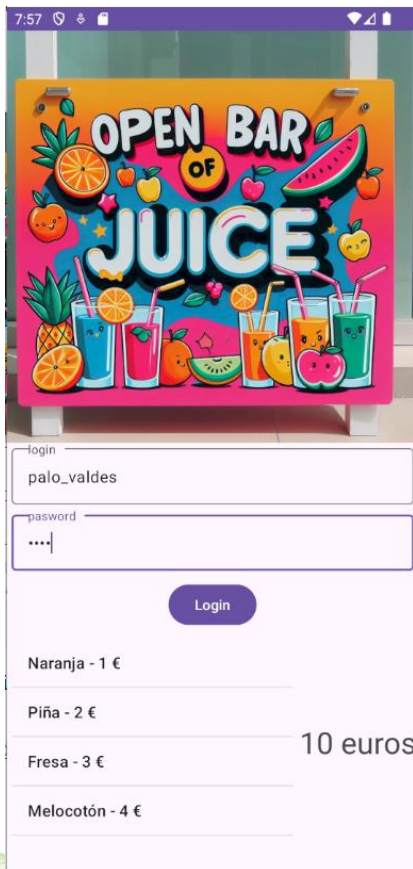 7:57
OPEN BAR
OF
JUICE
login
palo_valdes
pasword
••••
Login
Naranja - 1 €
Piña - 2 €
10 euros
Fresa - 3 €
Melocotón - 4 €